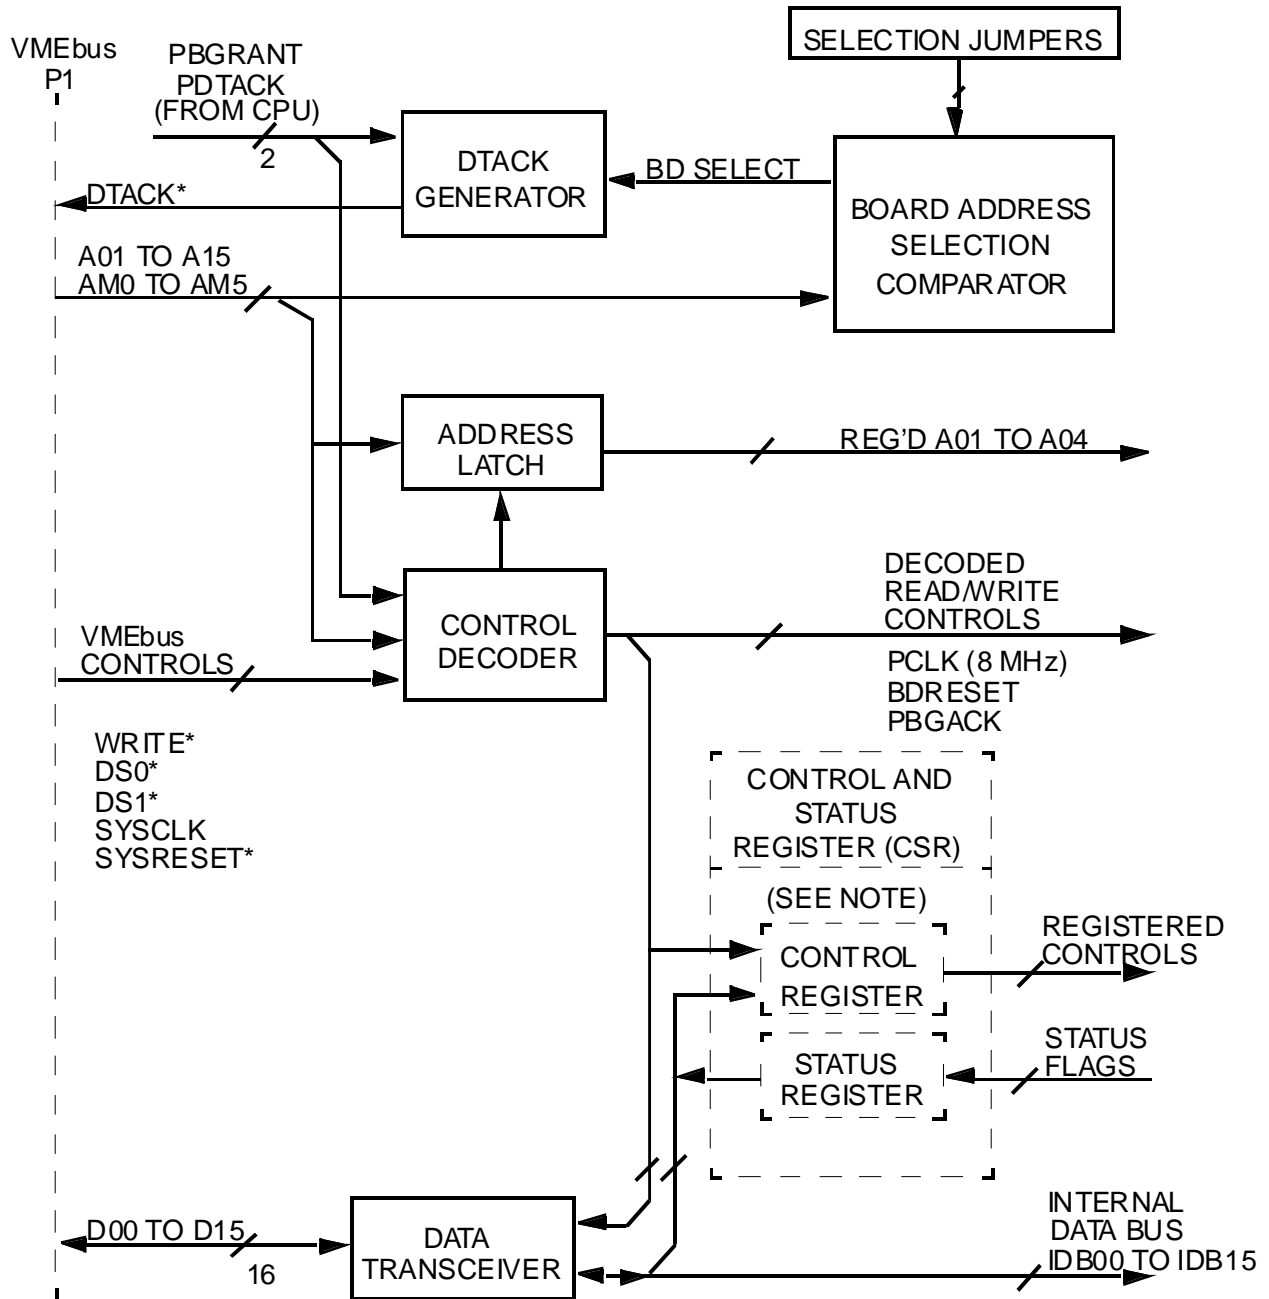 SELECTION JUMPERS
VMEbus
P1
PBGRANT
PDTACK
(FROM CPU)
2
DTACK
GENERATOR
BD SELECT
BOARD ADDRESS
SELECTION
COMPARATOR
DTACK*
A01 TO A15
AM0 TO AM5
ADDRESS
LATCH
REG'D A01 TO A04
CONTROL
DECODER
DECODED
READ/WRITE
CONTROLS
PCLK (8 MHz)
BDRESET
PBGACK
VMEbus
CONTROLS
WRITE*
DS0*
DS1*
SYSCLK
SYSRESET*
CONTROL AND
STATUS
REGISTER (CSR)
(SEE NOTE)
CONTROL
REGISTER
REGISTERED
CONTROLS
STATUS
REGISTER
STATUS
FLAGS
D00 TO D15
16
DATA
TRANSCEIVER
INTERNAL
DATA BUS
IDB00 TO IDB15